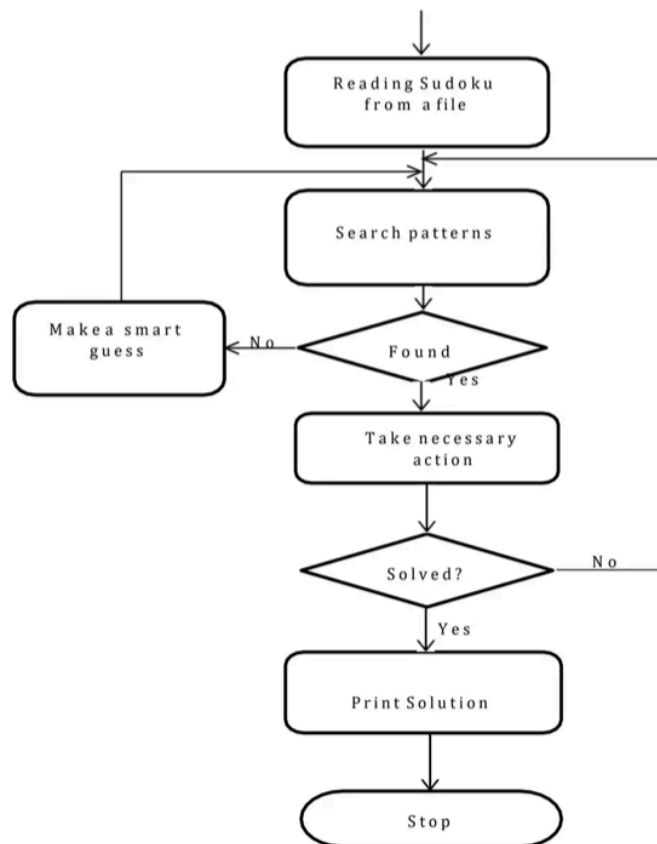 Reading Sudoku
from a file
Search patterns
Make a smart
guess
No
Found
Yes
Take necessary
action
Solved?
No
Yes
Print Solution
Stop